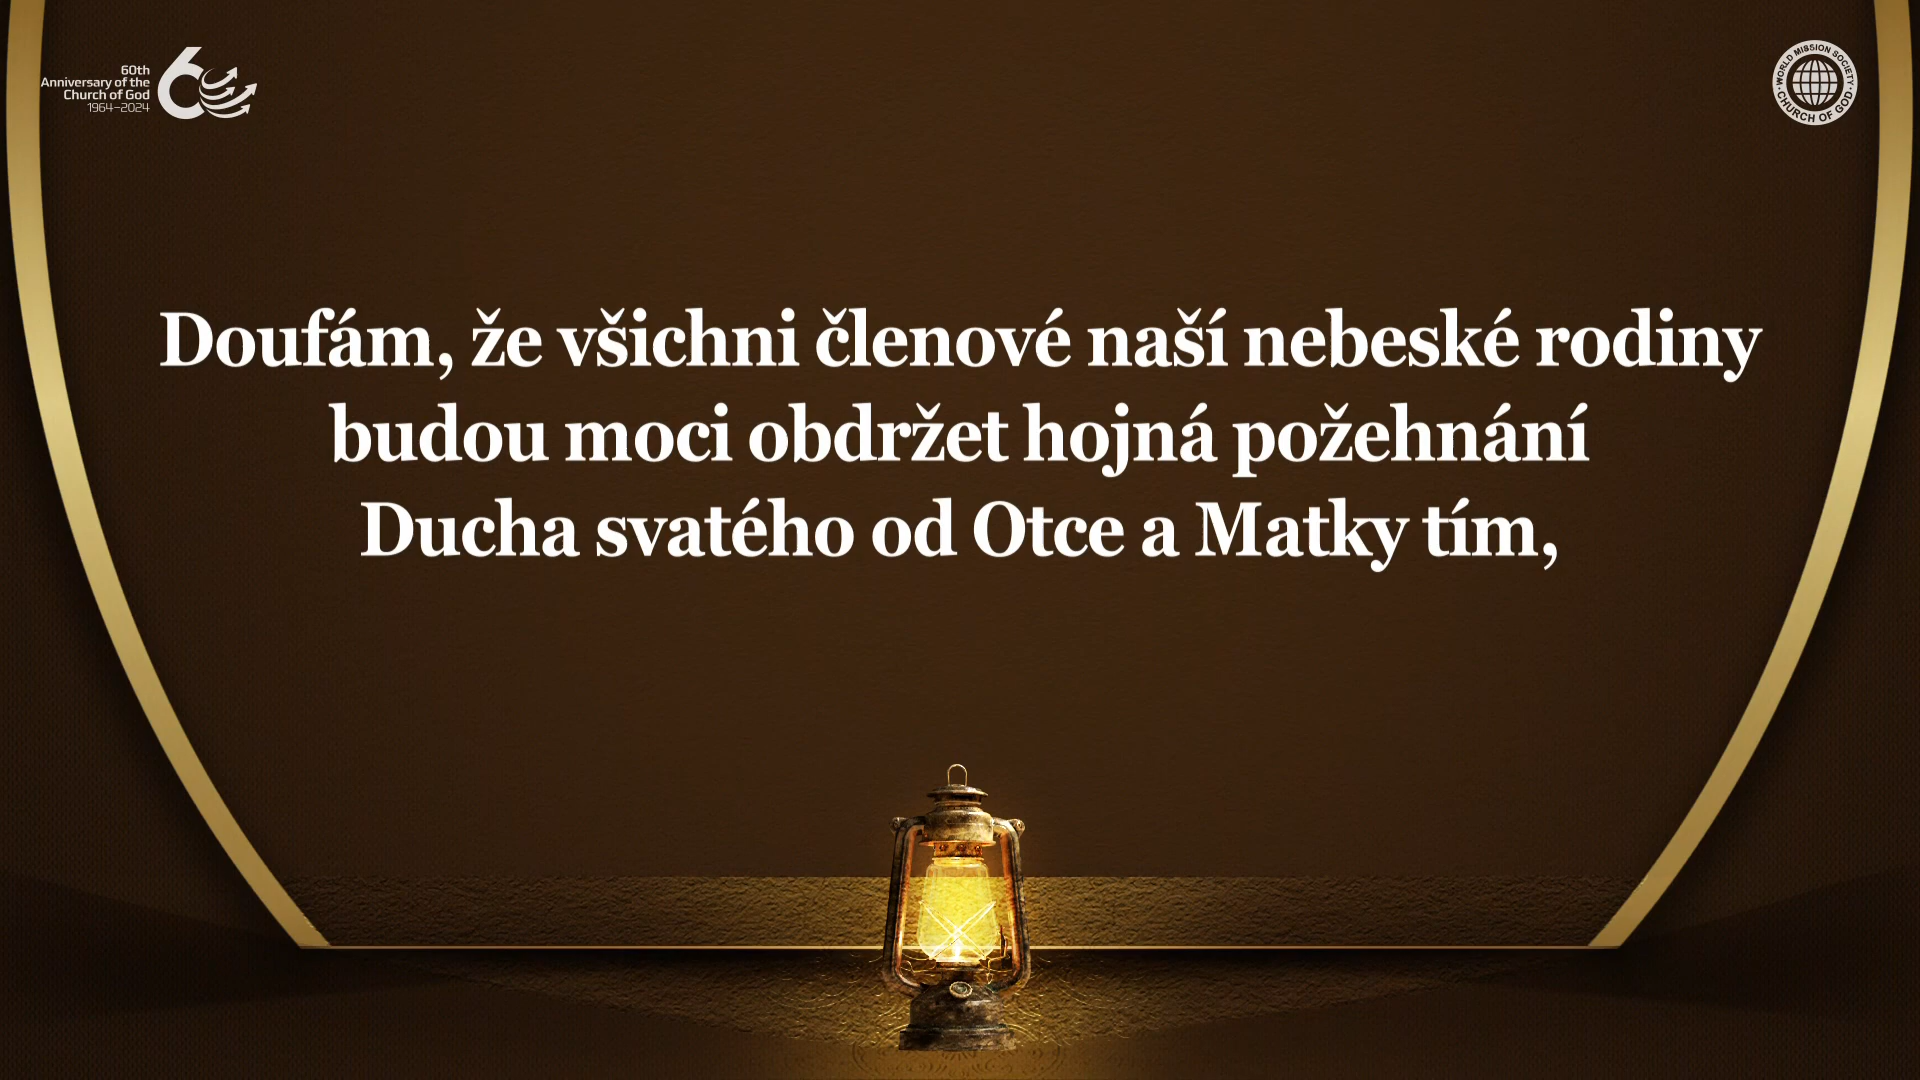 60th
Anniversary of the
Church of God
1964–2024
WORLD MISSION SOCIETY
CHURCH OF GOD
Doufám, že všichni členové naší nebeské rodiny
budou moci obdržet hojná požehnání
Ducha svatého od Otce a Matky tím,